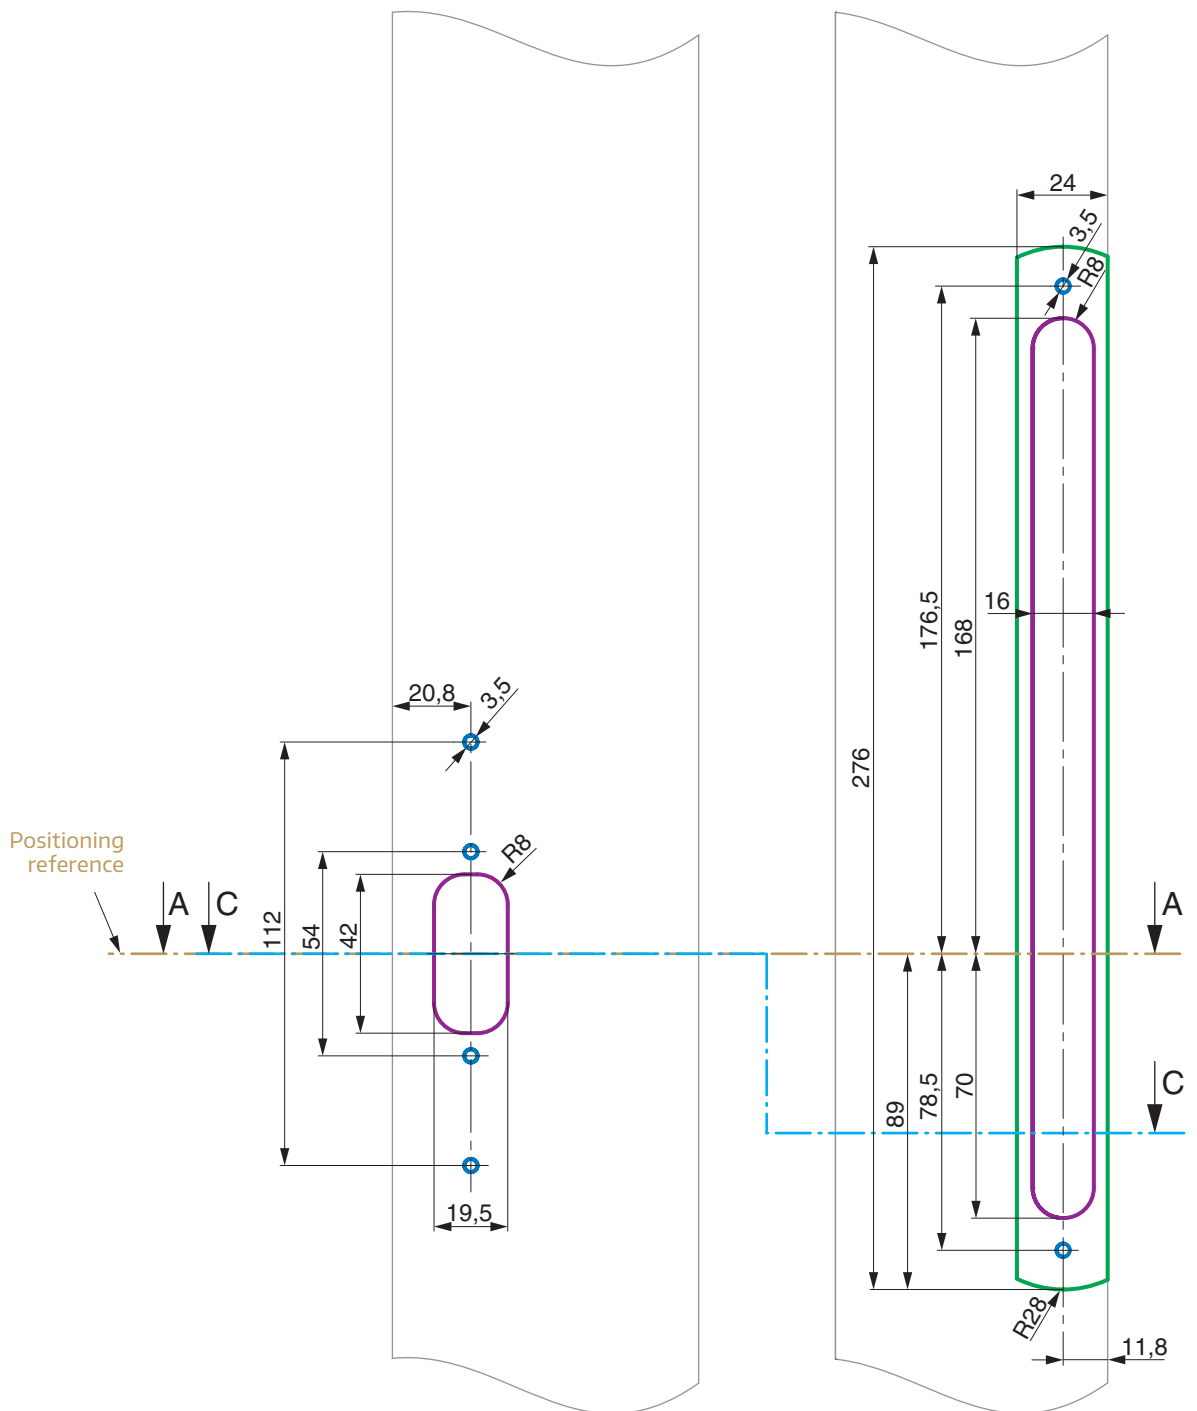 24
3,5
R8
276
176,5
168
16
20,8
3,5
Positioning
reference
A
C
112
54
42
R8
A
19,5
89
78,5
70
C
R28
11,8